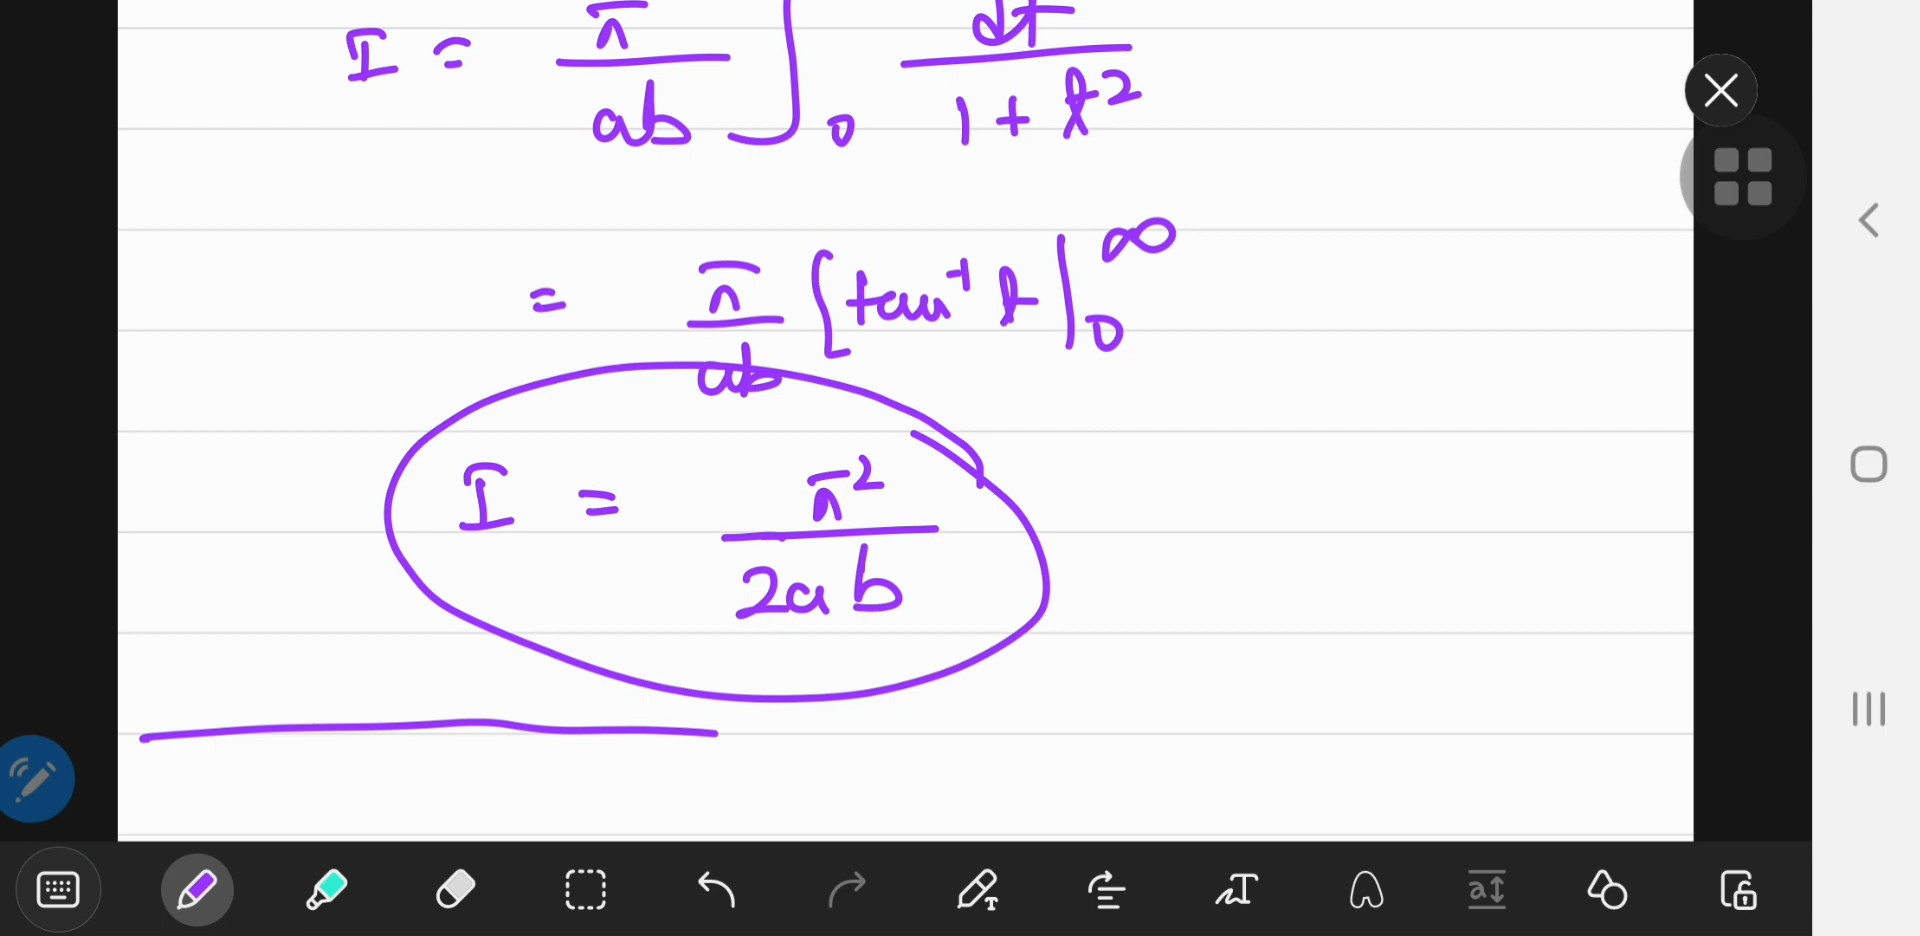 I = π/ab ∫₀ dt/1 + t²
= π/ab [tan⁻¹ t|₀^∞
I = π²/2ab